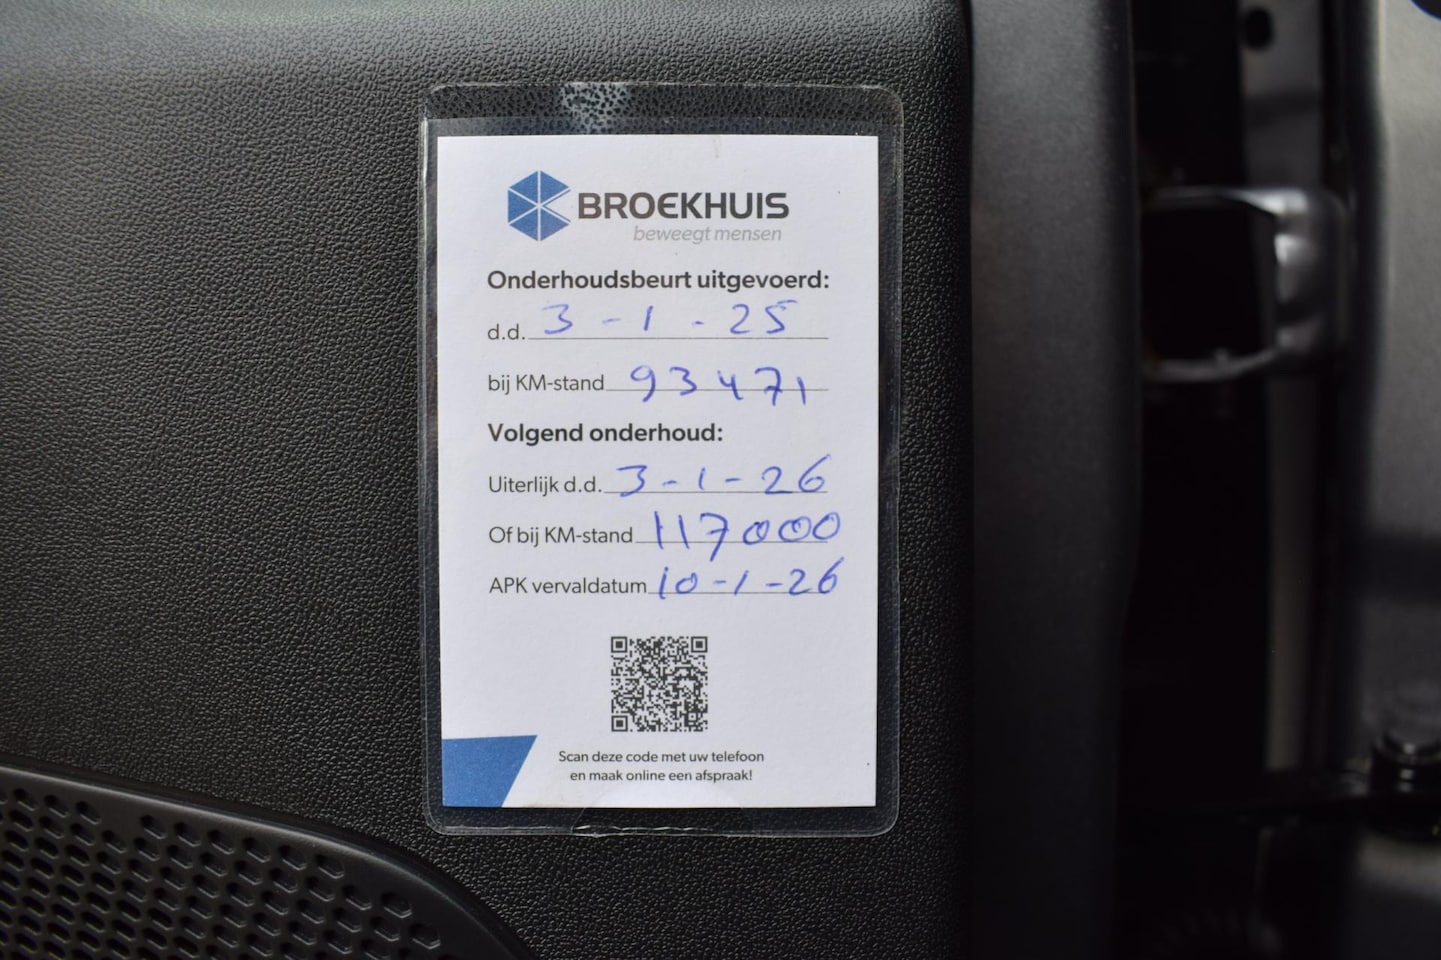 BROEKHUIS
beweegt mensen
Onderhoudsbeurt uitgevoerd:
d.d. 3-1-25
bij KM-stand 93471
Volgend onderhoud:
Uiterlijk d.d. 3-1-26
Of bij KM-stand 117000
APK vervaldatum 10-1-26
Scan deze code met uw telefoon
en maak online een afspraak!